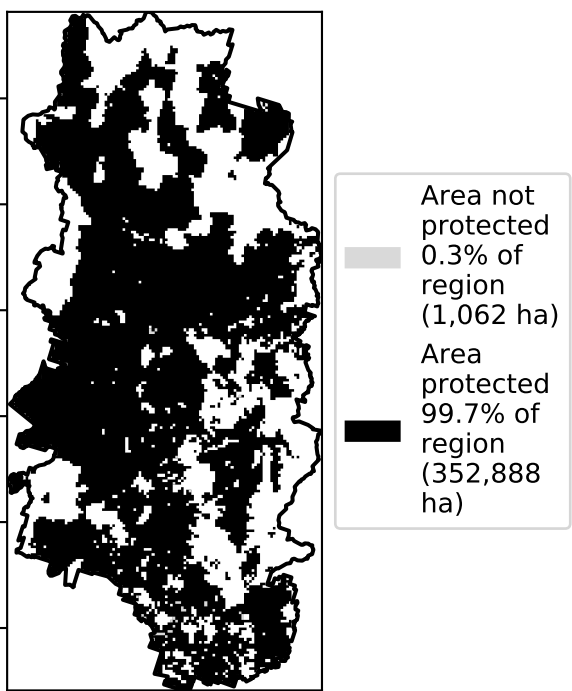 Area not
protected
0.3% of
region
(1,062 ha)
Area
protected
99.7% of
region
(352,888
ha)